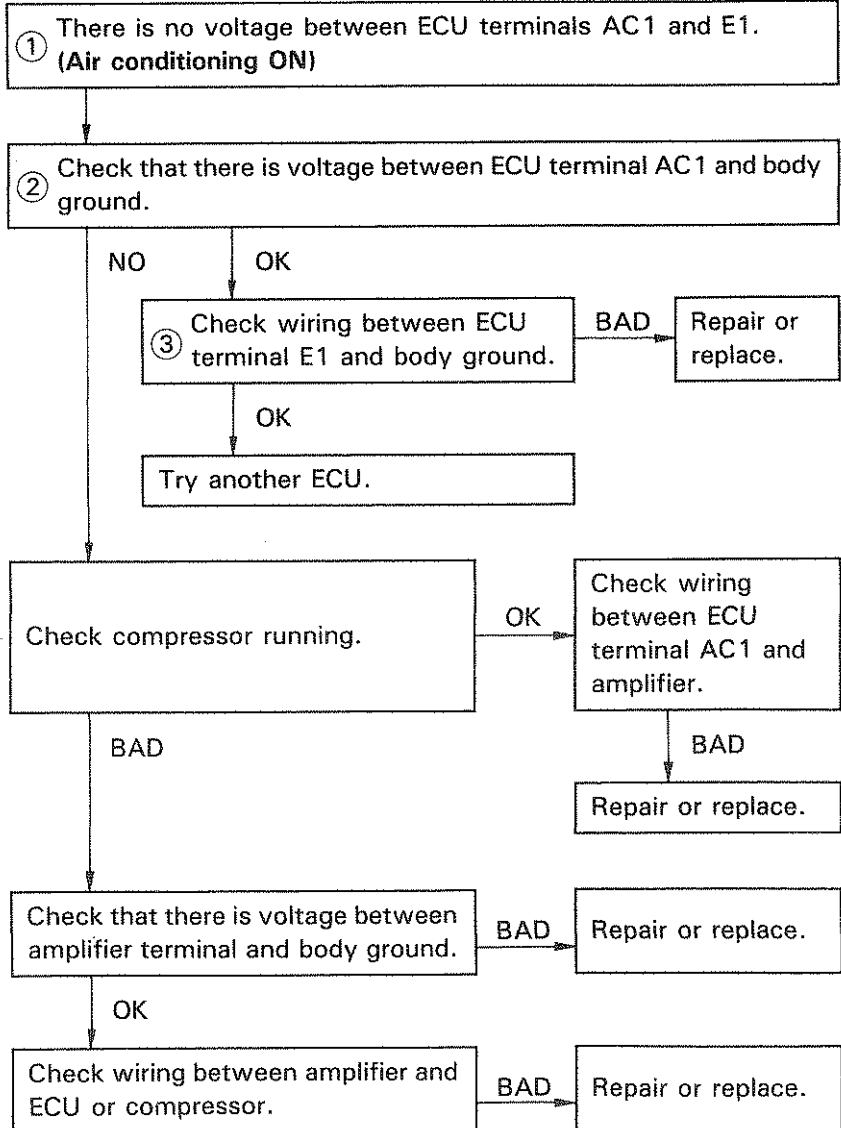 ① There is no voltage between ECU terminals AC1 and E1.
(Air conditioning ON)
② Check that there is voltage between ECU terminal AC1 and body
ground.
NO
OK
③ Check wiring between ECU
terminal E1 and body ground.
BAD
Repair or
replace.
OK
Try another ECU.
Check compressor running.
OK
Check wiring
between ECU
terminal AC1 and
amplifier.
BAD
BAD
Repair or replace.
Check that there is voltage between
amplifier terminal and body ground.
BAD
Repair or replace.
OK
Check wiring between amplifier and
ECU or compressor.
BAD
Repair or replace.